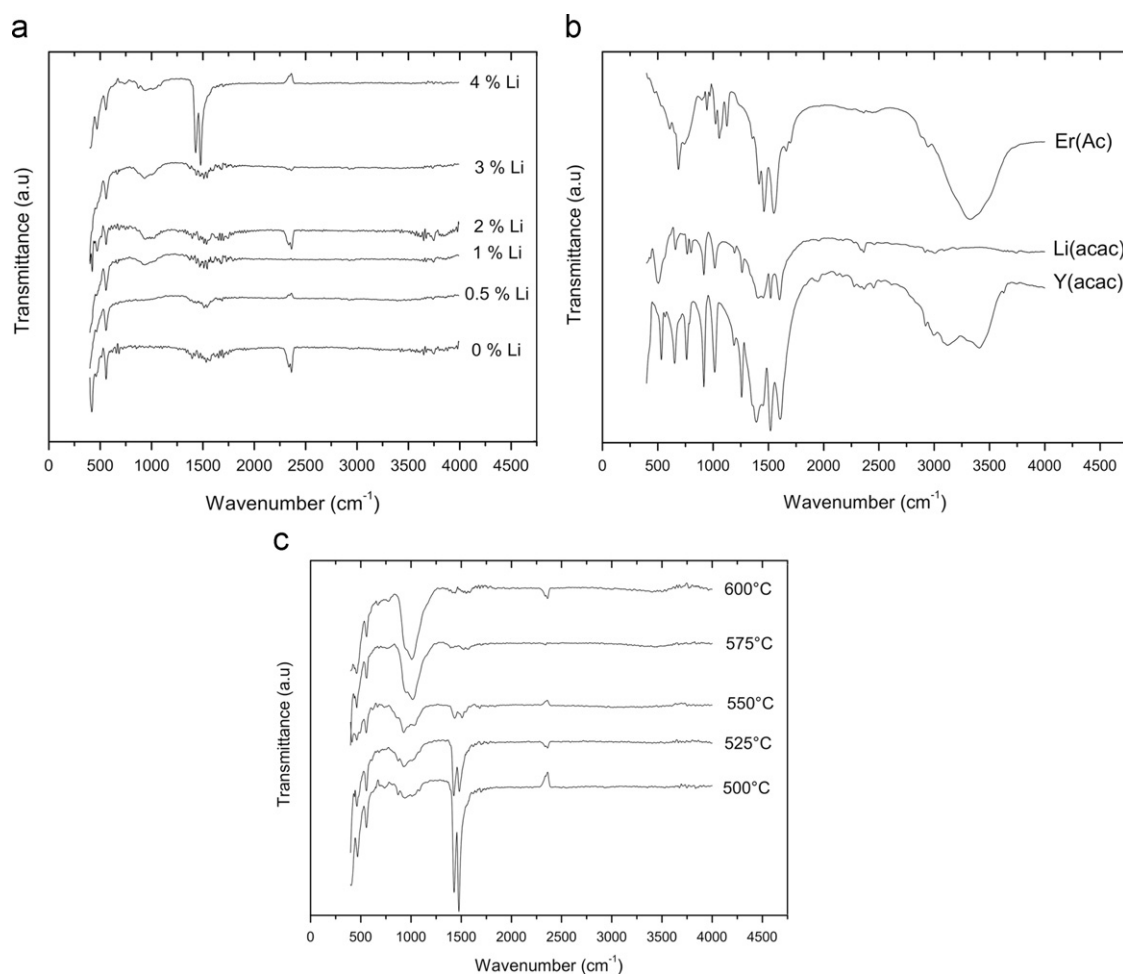 a
Transmittance (a.u)
4 % Li
3 % Li
2 % Li
1 % Li
0.5 % Li
0 % Li
0 500 1000 1500 2000 2500 3000 3500 4000 4500
Wavenumber (cm⁻¹)
b
Transmittance (a.u)
Er(Ac)
Li(acac)
Y(acac)
0 500 1000 1500 2000 2500 3000 3500 4000 4500
Wavenumber (cm⁻¹)
c
Transmittance (a.u)
600°C
575°C
550°C
525°C
500°C
0 500 1000 1500 2000 2500 3000 3500 4000 4500
Wavenumber (cm⁻¹)